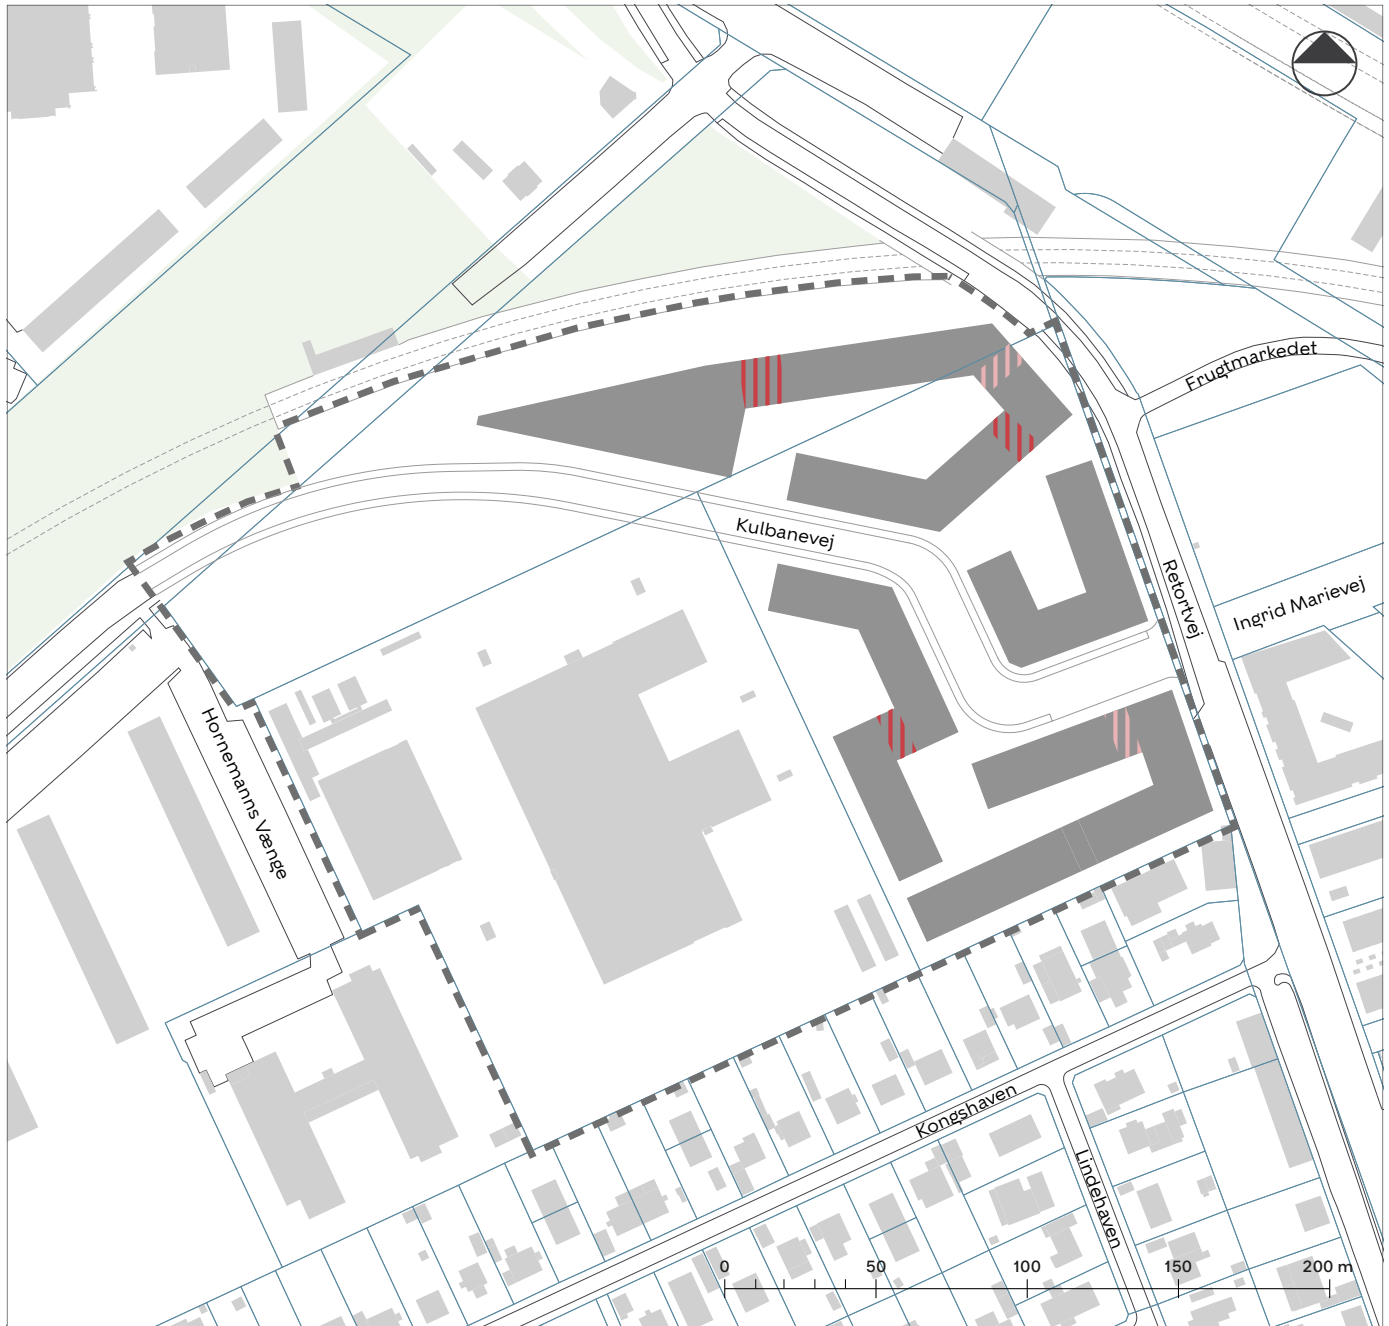 Frugtmarkedet
Kulbanevej
Retortvej
Ingrid Marievej
Hornemanns Vænge
Kongshaven
Lindehaven
0 50 100 150 200 m